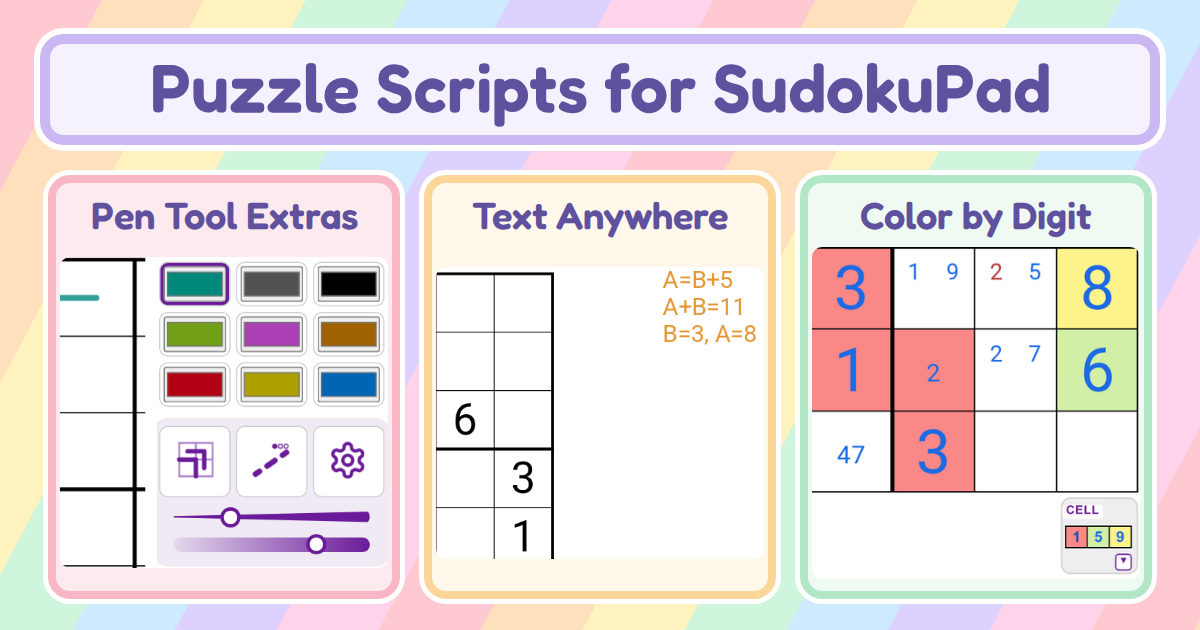 Puzzle Scripts for SudokuPad
Pen Tool Extras
Text Anywhere
A=B+5
A+B=11
B=3, A=8
6
3
1
Color by Digit
3 1 9 2 5 8
1 2 2 7 6
47 3
CELL
1 5 9